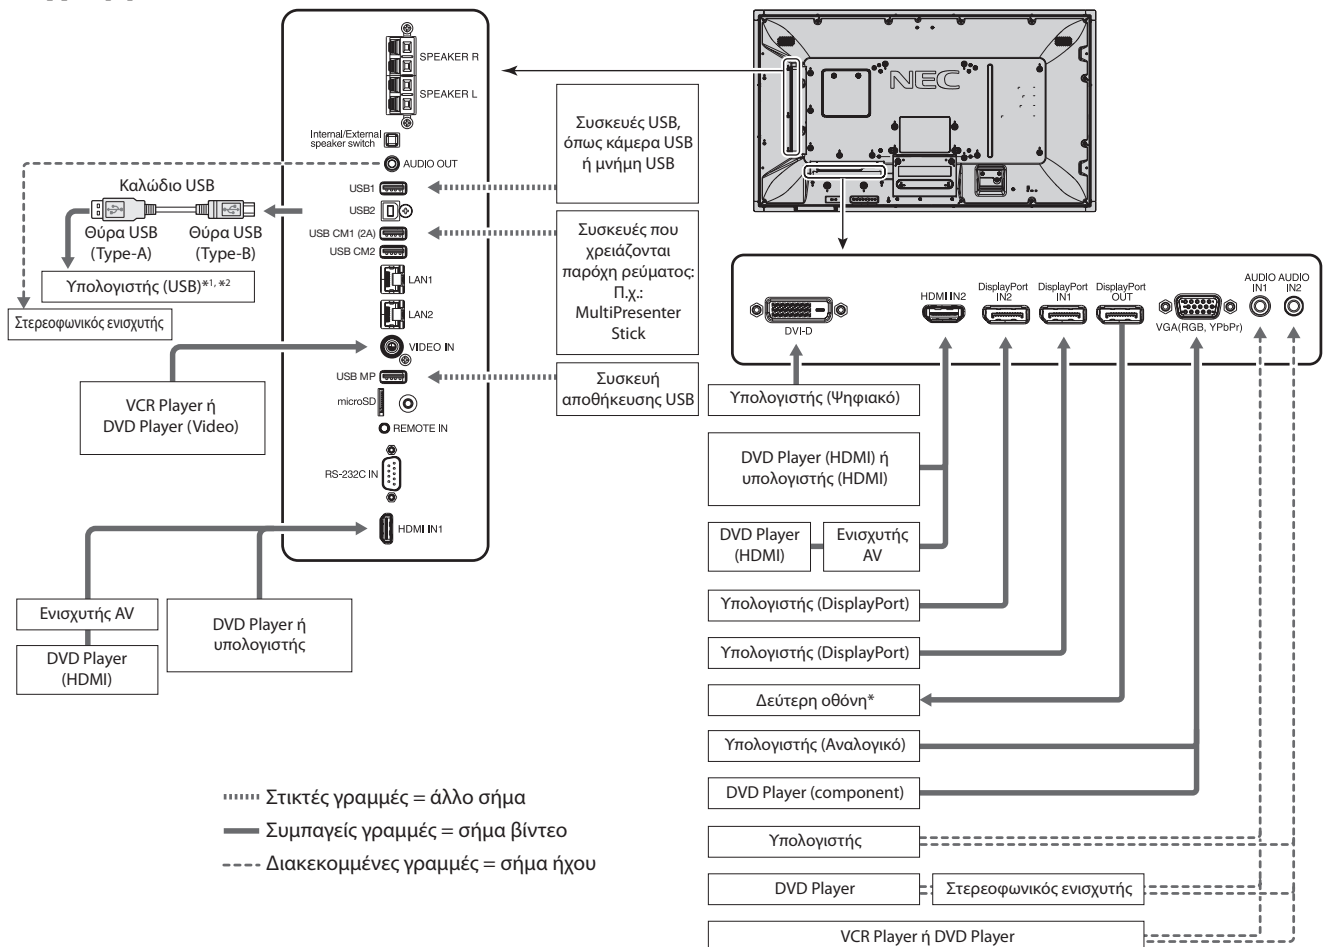 SPEAKER R
SPEAKER L
Internal/External
speaker switch
AUDIO OUT
USB1
USB2
USB CM1 (2A)
USB CM2
LAN1
LAN2
VIDEO IN
USB MP
microSD
REMOTE IN
RS-232C IN
HDMI IN1
Καλώδιο USB
Θύρα USB
(Type-A)
Θύρα USB
(Type-B)
Υπολογιστής (USB)*1, *2
Στερεοφωνικός ενισχυτής
VCR Player ή
DVD Player (Video)
Ενισχυτής AV
DVD Player
(HDMI)
DVD Player ή
υπολογιστής
Συσκευές USB,
όπως κάμερα USB
ή μνήμη USB
Συσκευές που
χρειάζονται
παρόχη ρεύματος:
Π.χ.:
MultiPresenter
Stick
Συσκευή
αποθήκευσης USB
NEC
DVI-D
HDMI IN2
DisplayPort
IN2
DisplayPort
IN1
DisplayPort
OUT
VGA(RGB, YPbPr)
AUDIO
IN1
AUDIO
IN2
Υπολογιστής (Ψηφιακό)
DVD Player (HDMI) ή
υπολογιστής (HDMI)
DVD Player
(HDMI)
Ενισχυτής
AV
Υπολογιστής (DisplayPort)
Υπολογιστής (DisplayPort)
Δεύτερη οθόνη*
Υπολογιστής (Αναλογικό)
DVD Player (component)
Υπολογιστής
DVD Player
Στερεοφωνικός ενισχυτής
VCR Player ή DVD Player
Στικτές γραμμές = άλλο σήμα
Συμπαγείς γραμμές = σήμα βίντεο
Διακεκομμένες γραμμές = σήμα ήχου